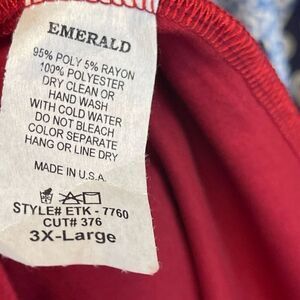 EMERALD
95% POLY 5% RAYON
100% POLYESTER
DRY CLEAN OR
HAND WASH
WITH COLD WATER
DO NOT BLEACH
COLOR SEPARATE
HANG OR LINE DRY
MADE IN U.S.A.
STYLE# ETK - 7760
CUT# 376
3X-Large